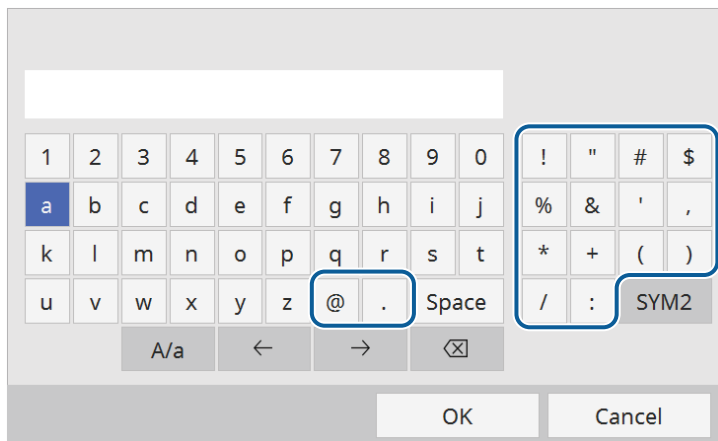 1 2 3 4 5 6 7 8 9 0 ! " # $
a b c d e f g h i j % & ' ,
k l m n o p q r s t * + ( )
u v w x y z @ . Space / : SYM2
A/a ← → ⌫
OK Cancel